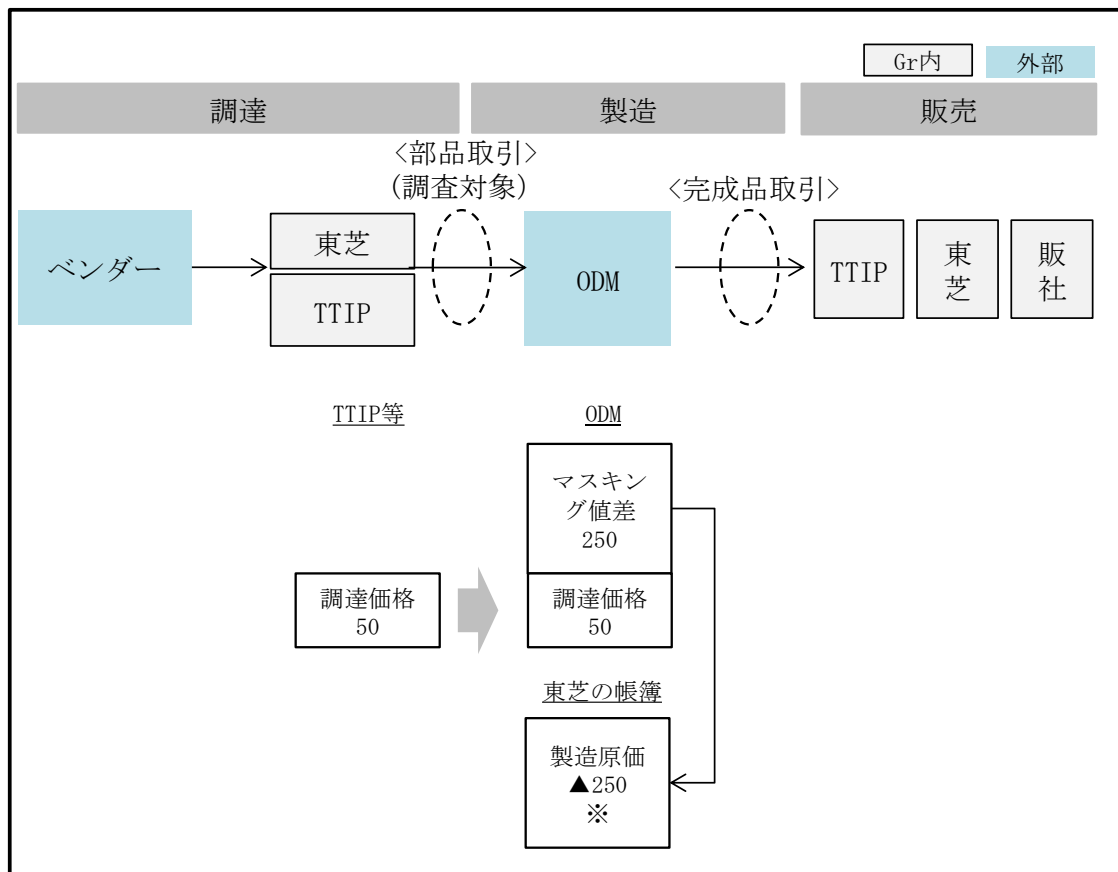 Gr内
外部
調達
製造
販売
<部品取引>
(調査対象)
<完成品取引>
ベンダー
東芝
TTIP
ODM
TTIP
東芝
販社
TTIP等
ODM
マスキン
グ値差
250
調達価格
50
調達価格
50
東芝の帳簿
製造原価
▲250
※